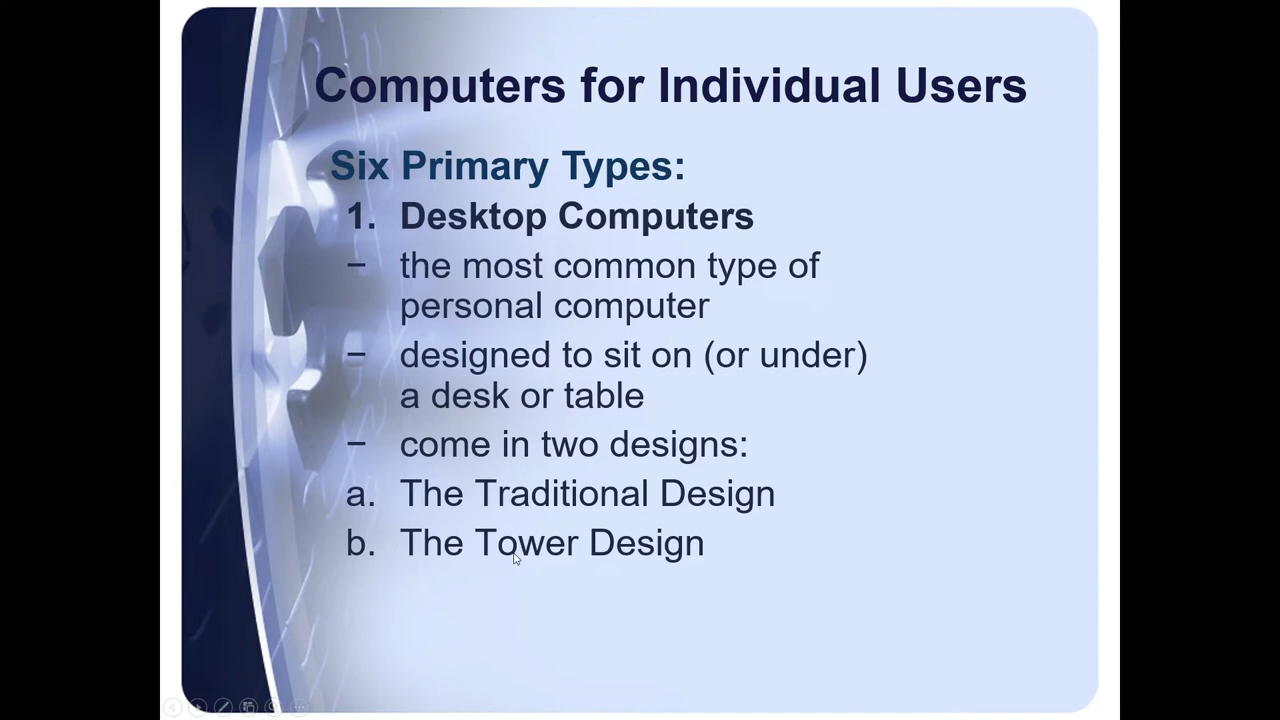 Computers for Individual Users
Six Primary Types:
1. Desktop Computers
– the most common type of
personal computer
– designed to sit on (or under)
a desk or table
– come in two designs:
a. The Traditional Design
b. The Tower Design